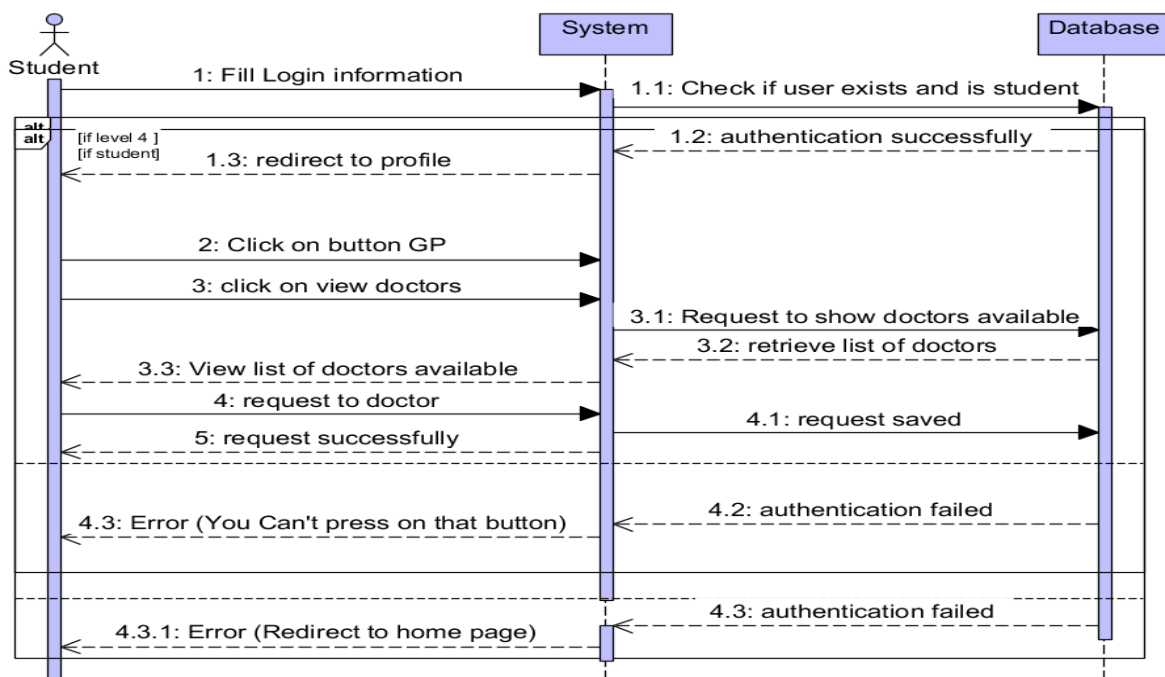 Student
System
Database
1: Fill Login information
1.1: Check if user exists and is student
alt
alt
[if level 4 ]
[if student]
1.2: authentication successfully
1.3: redirect to profile
2: Click on button GP
3: click on view doctors
3.1: Request to show doctors available
3.2: retrieve list of doctors
3.3: View list of doctors available
4: request to doctor
4.1: request saved
5: request successfully
4.2: authentication failed
4.3: Error (You Can't press on that button)
4.3: authentication failed
4.3.1: Error (Redirect to home page)